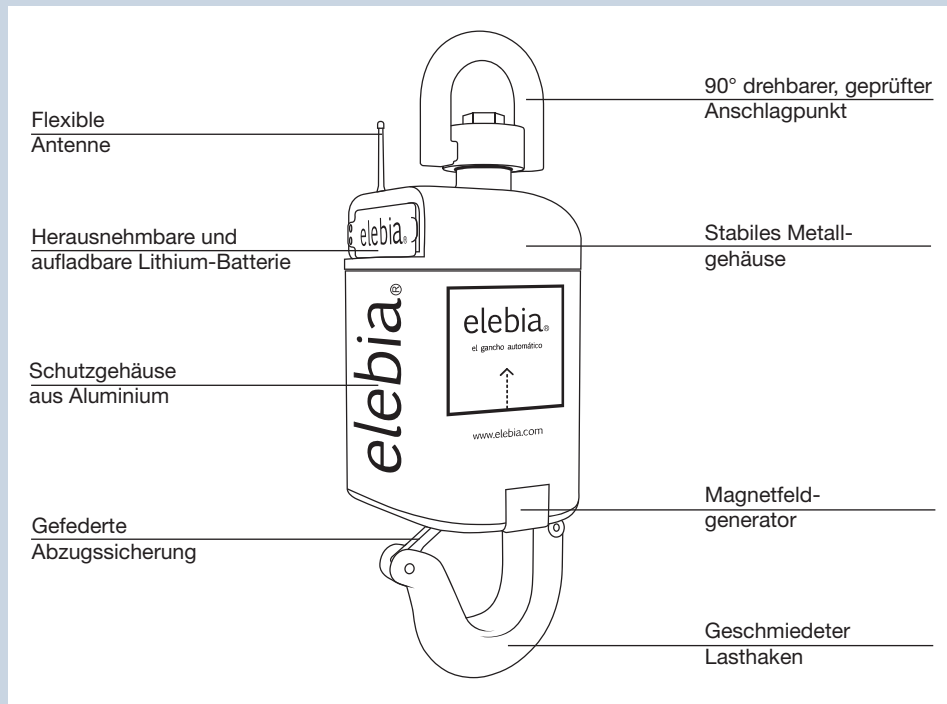 90° drehbarer, geprüfter
Anschlagpunkt
Flexible
Antenne
elebia®
Herausnehmbare und
aufladbare Lithium-Batterie
Stabiles Metall-
gehäuse
elebia®
elebia®
el gancho automático
www.elebia.com
Schutzgehäuse
aus Aluminium
Magnetfeld-
generator
Gefederte
Abzugssicherung
Geschmiedeter
Lasthaken